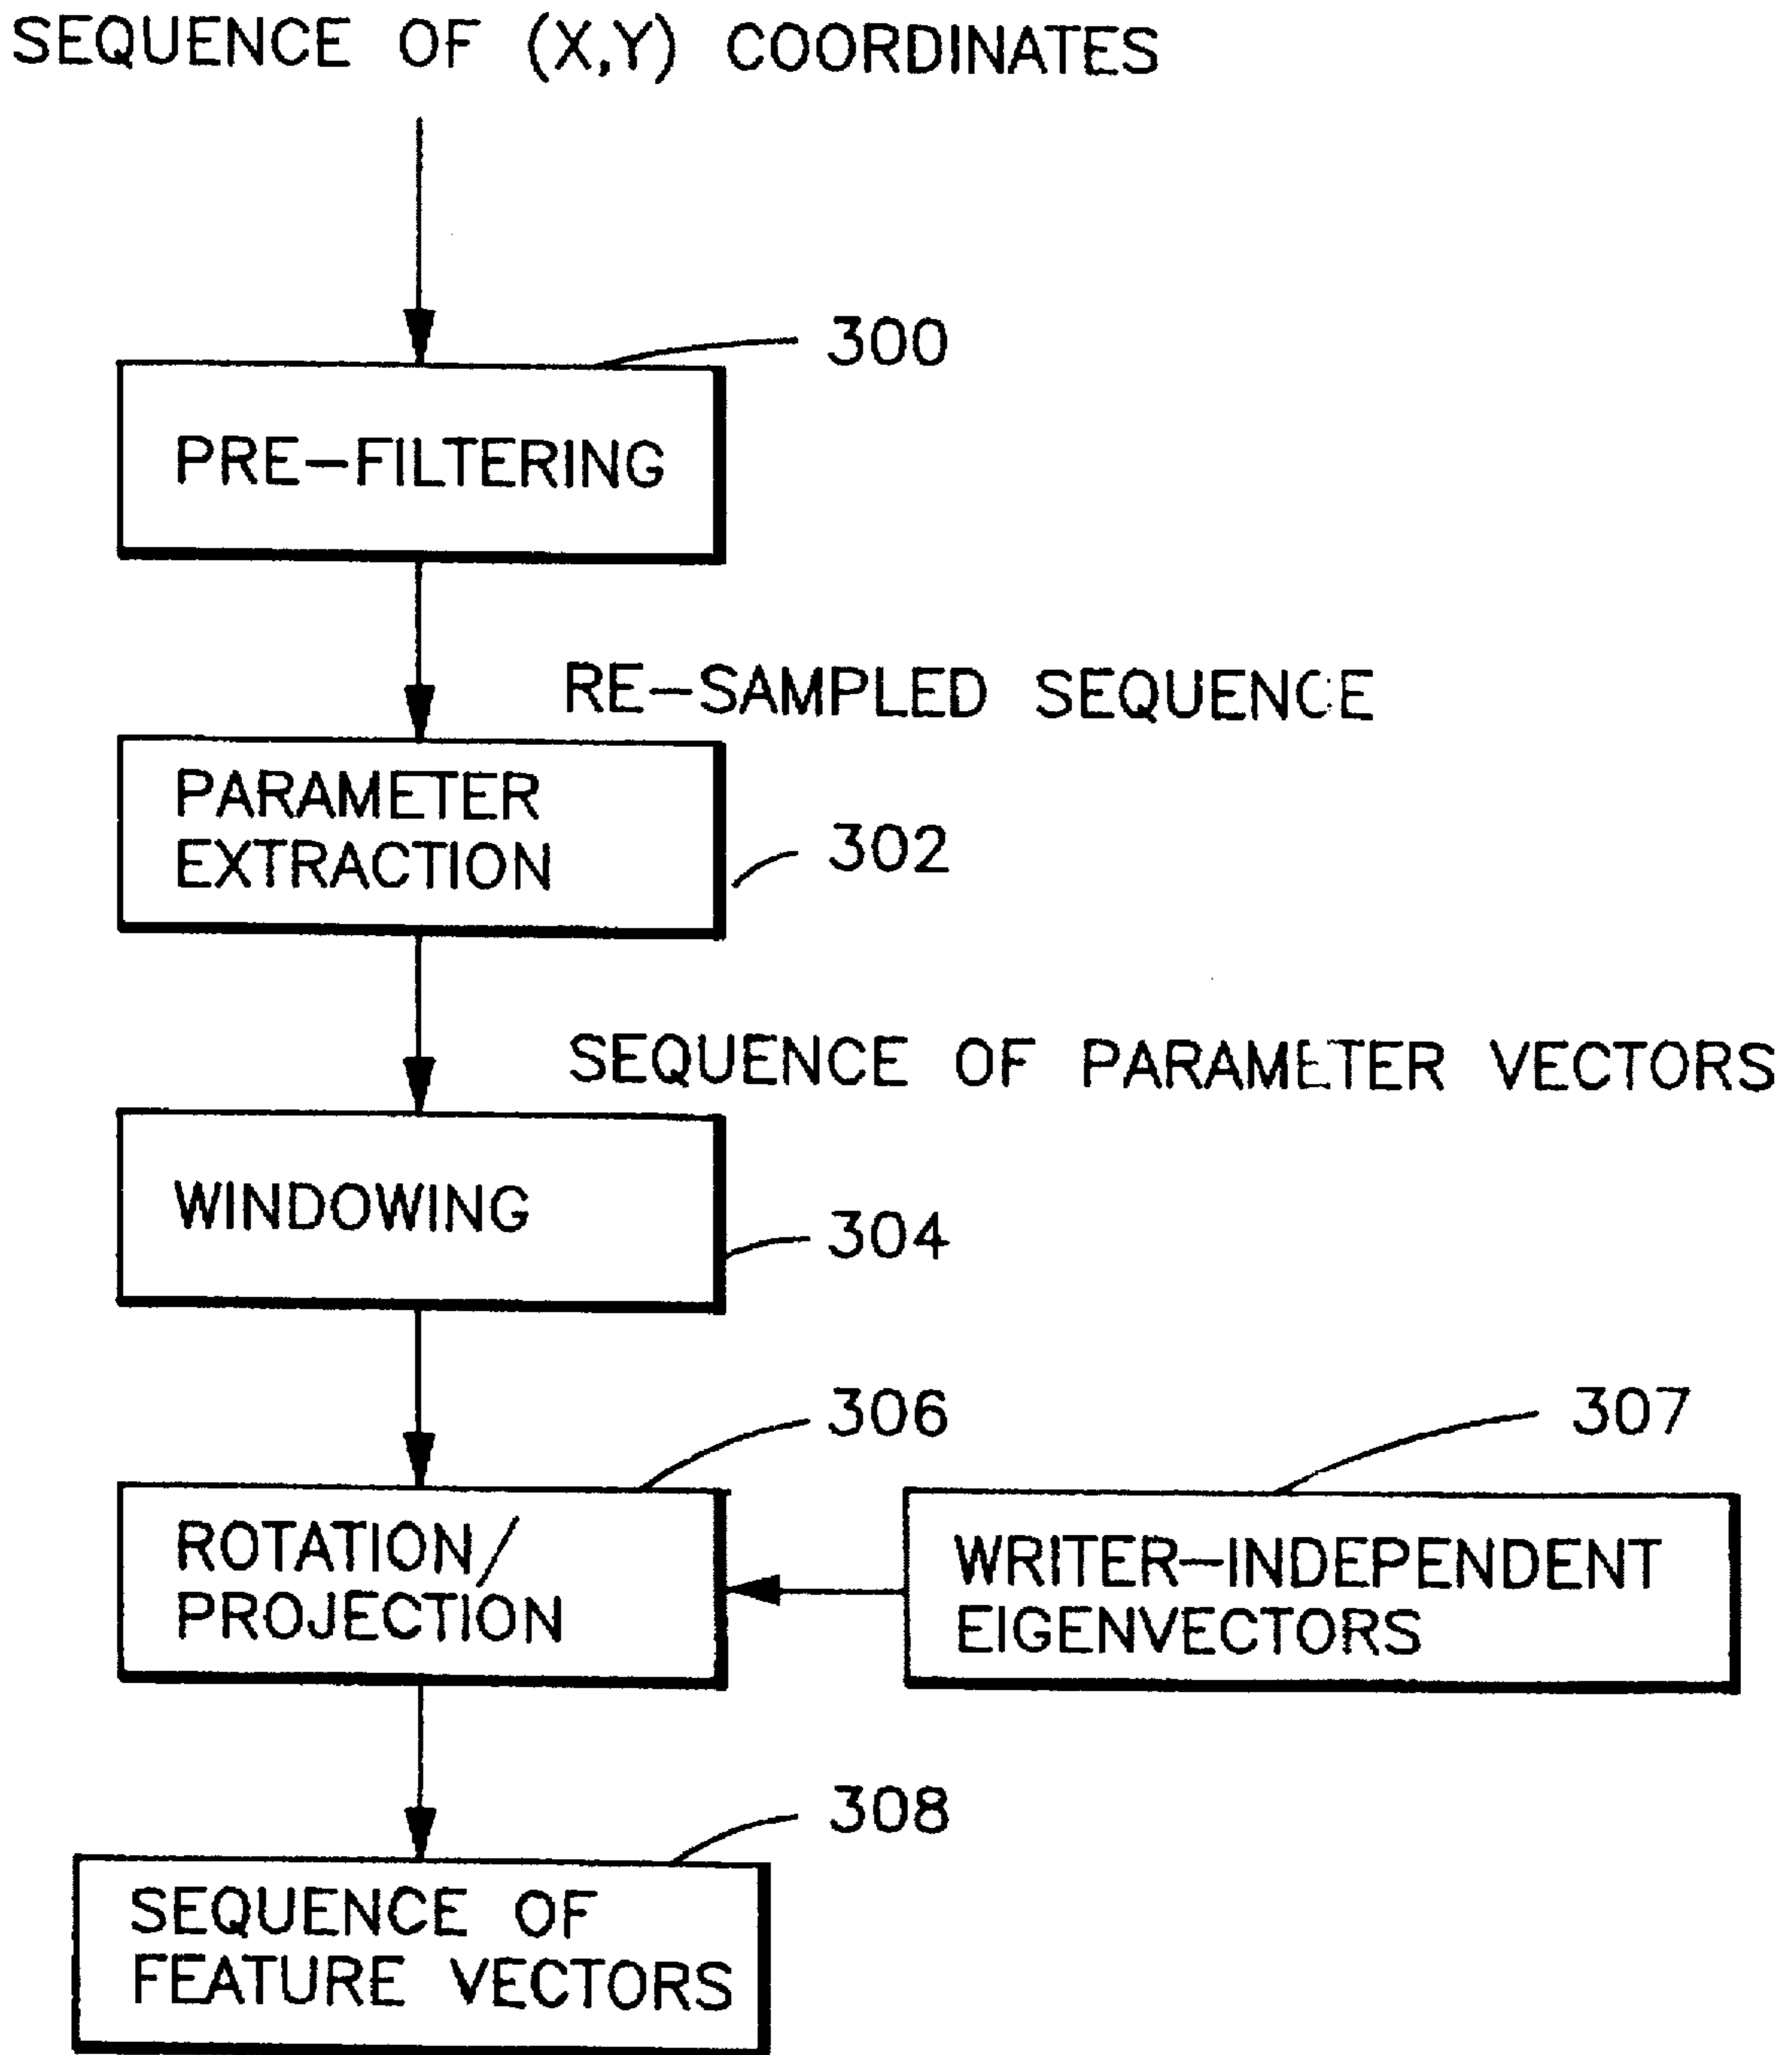 SEQUENCE OF (X,Y) COORDINATES
300
PRE-FILTERING
RE-SAMPLED SEQUENCE
PARAMETER
EXTRACTION
302
SEQUENCE OF PARAMETER VECTORS
WINDOWING
304
306
307
ROTATION/
PROJECTION
WRITER-INDEPENDENT
EIGENVECTORS
308
SEQUENCE OF
FEATURE VECTORS